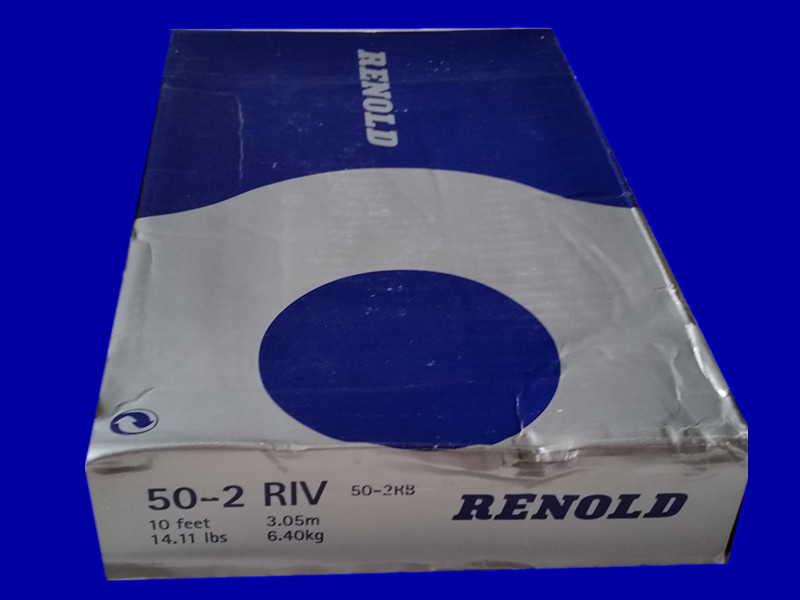 RENOLD
50-2 RIV 50-2RB
RENOLD
10 feet 3.05m
14.11 lbs 6.40kg